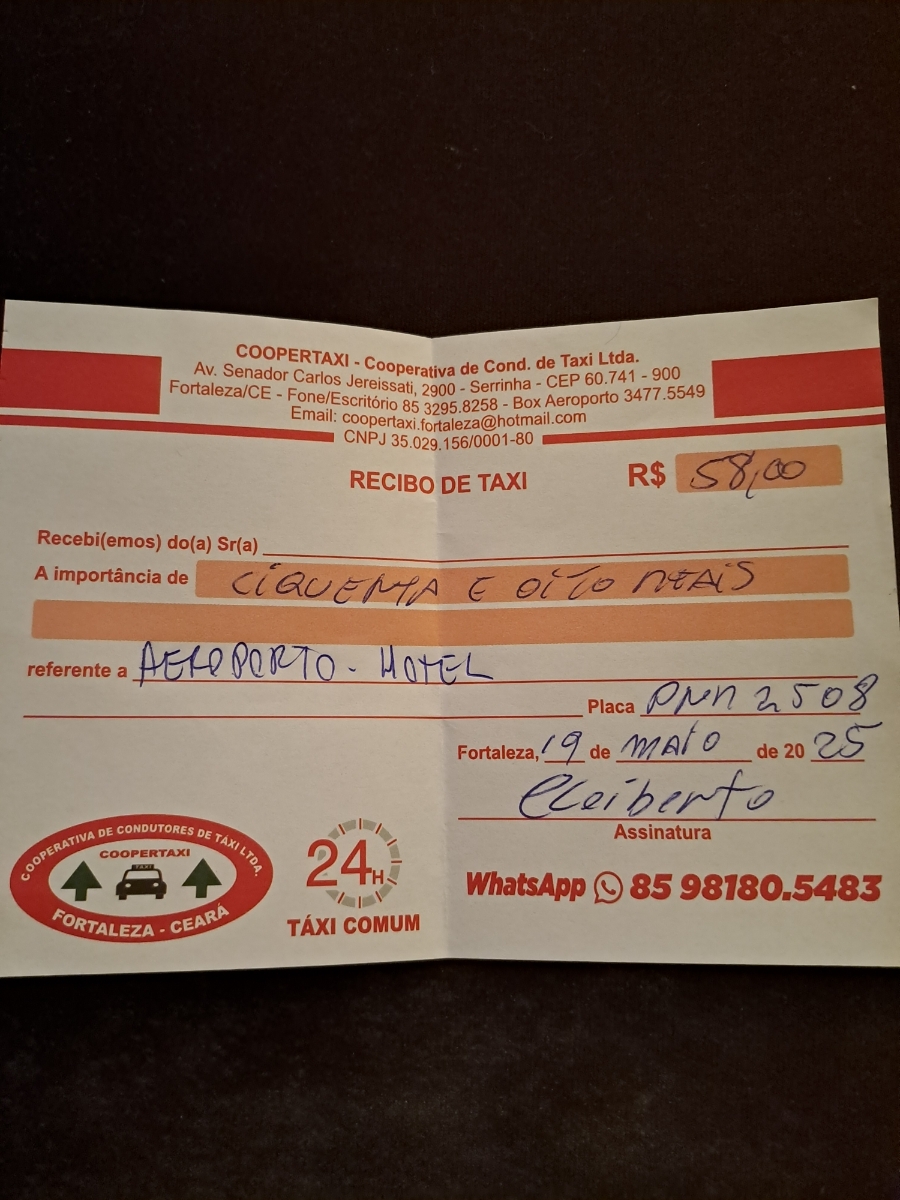 COOPERTAXI - Cooperativa de Cond. de Taxi Ltda.
Av. Senador Carlos Jereissati, 2900 - Serrinha - CEP 60.741 - 900
Fortaleza/CE - Fone/Escritório 85 3295.8258 - Box Aeroporto 3477.5549
Email: coopertaxi.fortaleza@hotmail.com
CNPJ 35.029.156/0001-80
RECIBO DE TAXI R$ 58,00
Recebi(emos) do(a) Sr(a)
A importância de CIQUENTA E OITO REAIS
referente a AEROPORTO - HOTEL
Placa PNM 2508
Fortaleza, 19 de MAIO de 20 25
Cleiberto
Assinatura
COOPERATIVA DE CONDUTORES DE TÁXI LTDA.
COOPERTAXI
TAXI
FORTALEZA - CEARÁ
24H
TÁXI COMUM
WhatsApp 85 98180.5483